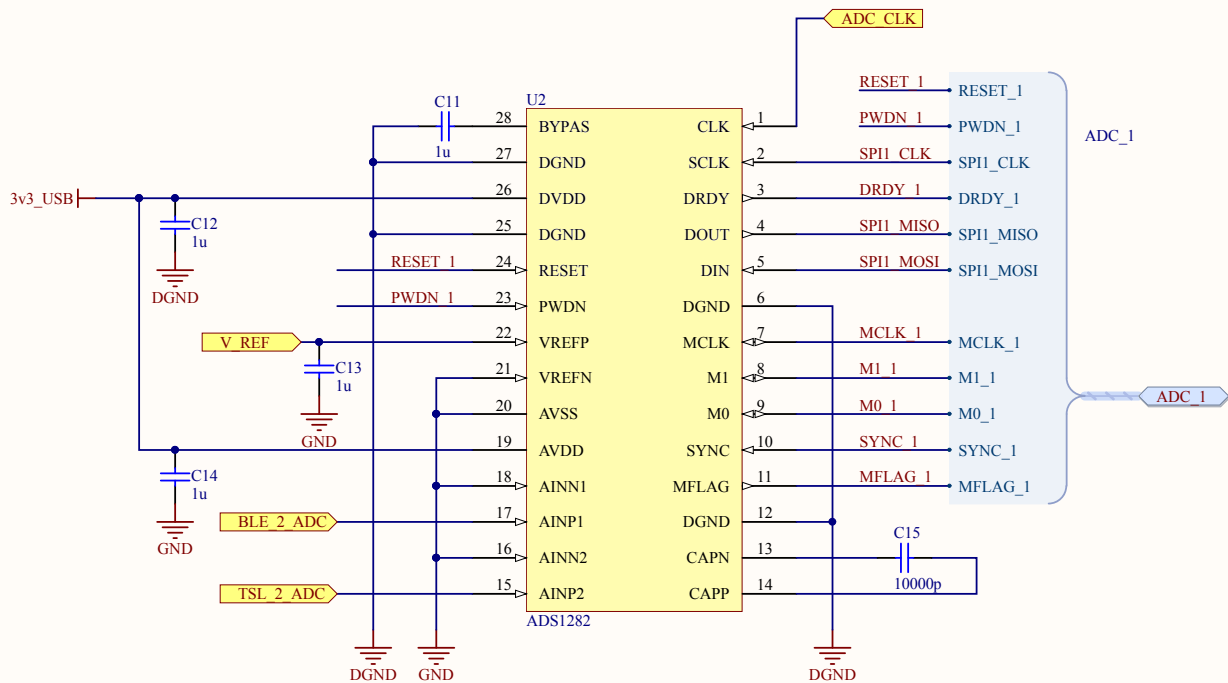 ADC_CLK
C11
1u
U2
28 BYPAS CLK 1
27 DGND SCLK 2 SPI1_CLK SPI1_CLK
3v3_USB 26 DVDD DRDY 3 DRDY_1 DRDY_1
25 DGND DOUT 4 SPI1_MISO SPI1_MISO
RESET_1 24 RESET DIN 5 SPI1_MOSI SPI1_MOSI
PWDN_1 23 PWDN DGND 6
V_REF 22 VREFP MCLK 7 MCLK_1 MCLK_1
21 VREFN M1 8 M1_1 M1_1
20 AVSS M0 9 M0_1 M0_1
19 AVDD SYNC 10 SYNC_1 SYNC_1
18 AINN1 MFLAG 11 MFLAG_1 MFLAG_1
BLE_2_ADC 17 AINP1 DGND 12
16 AINN2 CAPN 13
TSL_2_ADC 15 AINP2 CAPP 14
ADS1282
RESET_1 RESET_1
PWDN_1 PWDN_1
ADC_1
ADC_1
C12
1u
DGND
C13
1u
GND
C14
1u
GND
C15
10000p
DGND
GND
DGND